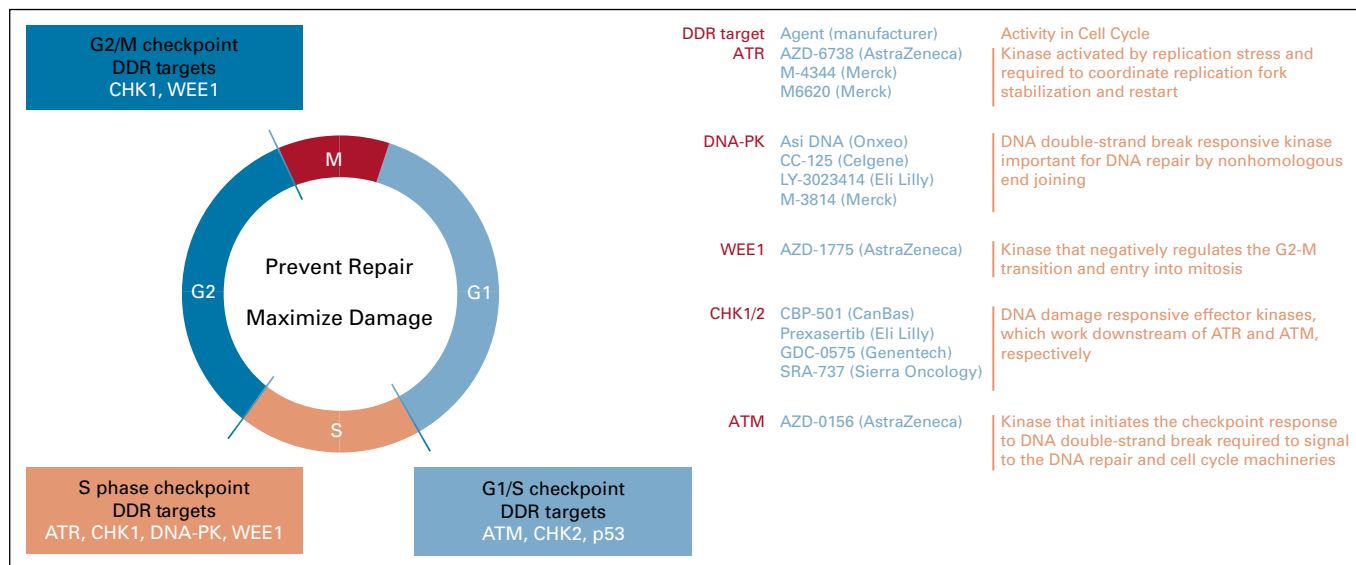 G2/M checkpoint
DDR targets
CHK1, WEE1
M
G2
G1
S
Prevent Repair
Maximize Damage
S phase checkpoint
DDR targets
ATR, CHK1, DNA-PK, WEE1
G1/S checkpoint
DDR targets
ATM, CHK2, p53
DDR target Agent (manufacturer) Activity in Cell Cycle
ATR AZD-6738 (AstraZeneca) Kinase activated by replication stress and
M-4344 (Merck) required to coordinate replication fork
M6620 (Merck) stabilization and restart
DNA-PK Asi DNA (Onxeo) DNA double-strand break responsive kinase
CC-125 (Celgene) important for DNA repair by nonhomologous
LY-3023414 (Eli Lilly) end joining
M-3814 (Merck)
WEE1 AZD-1775 (AstraZeneca) Kinase that negatively regulates the G2-M
transition and entry into mitosis
CHK1/2 CBP-501 (CanBas) DNA damage responsive effector kinases,
Prexasertib (Eli Lilly) which work downstream of ATR and ATM,
GDC-0575 (Genentech) respectively
SRA-737 (Sierra Oncology)
ATM AZD-0156 (AstraZeneca) Kinase that initiates the checkpoint response
to DNA double-strand break required to signal
to the DNA repair and cell cycle machineries